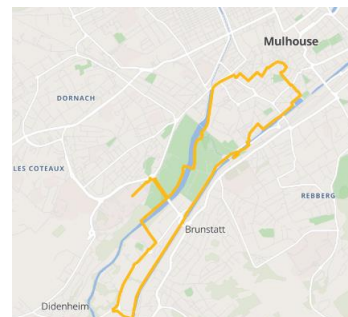 Mulhouse
DORNACH
LES COTEAUX
REBBERG
Brunstatt
Didenheim